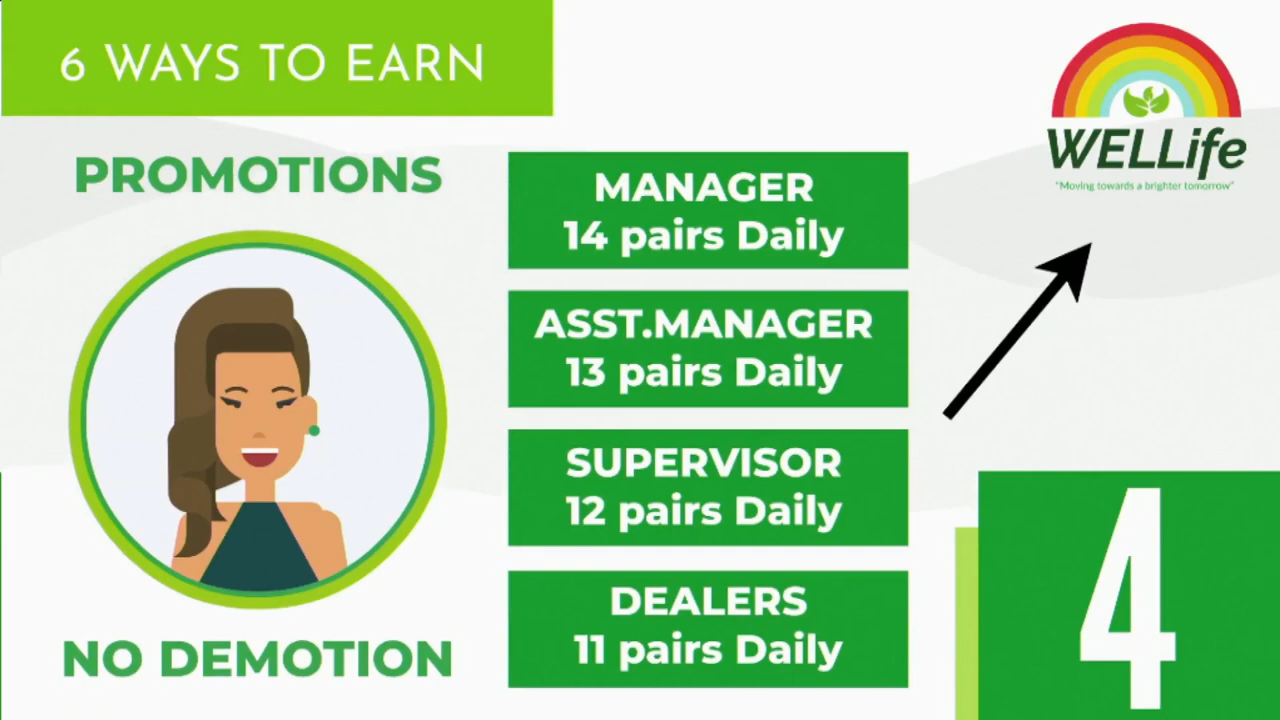 6 WAYS TO EARN
WELLife
"Moving towards a brighter tomorrow"
PROMOTIONS
MANAGER
14 pairs Daily
ASST.MANAGER
13 pairs Daily
SUPERVISOR
12 pairs Daily
DEALERS
11 pairs Daily
NO DEMOTION
4